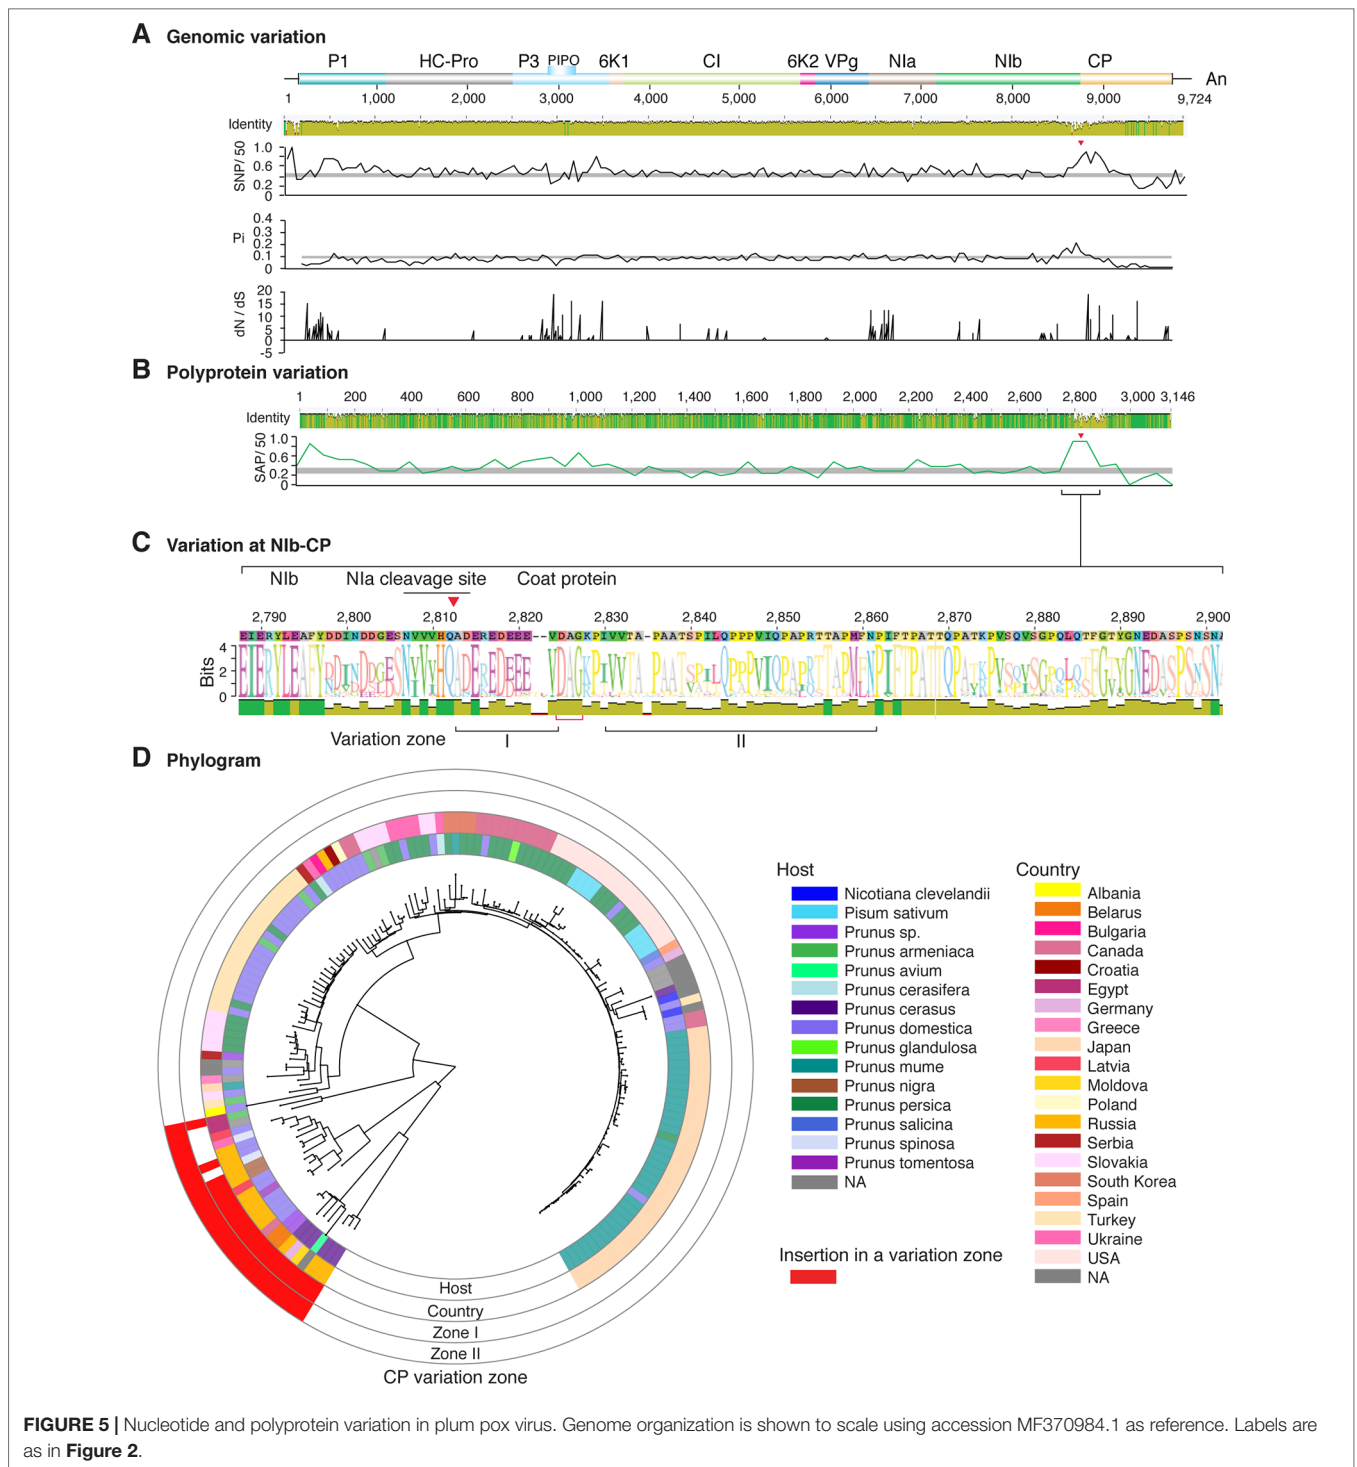 A Genomic variation
P1 HC-Pro P3 PIPO 6K1 CI 6K2 VPg NIa NIb CP
An
1 1,000 2,000 3,000 4,000 5,000 6,000 7,000 8,000 9,000 9,724
Identity
SNP/ 50
1.0
0.6
0.2
0
Pi
0.4
0.3
0.2
0.1
0
dN / dS
20
15
10
5
0
-5
B Polyprotein variation
1 200 400 600 800 1,000 1,200 1,400 1,600 1,800 2,000 2,200 2,400 2,600 2,800 3,000 3,146
Identity
SAP/ 50
1.0
0.6
0.2
0
C Variation at NIb-CP
NIb NIa cleavage site Coat protein
2,790 2,800 2,810 2,820 2,830 2,840 2,850 2,860 2,870 2,880 2,890 2,900
EIERYLEAFYDDINDDGESNVVVHQADEREDEEE--VDAGKPIVVTA-PAATSPILQPPPVIQPAPRTTAPMFNPIFTPATTQPATKPVSQVSGPQLQTFGTYGNEDASPSNSNA
Bits
4
2
0
Variation zone I II
D Phylogram
Host
Country
Zone I
Zone II
CP variation zone
Host
Nicotiana clevelandii
Pisum sativum
Prunus sp.
Prunus armeniaca
Prunus avium
Prunus cerasifera
Prunus cerasus
Prunus domestica
Prunus glandulosa
Prunus mume
Prunus nigra
Prunus persica
Prunus salicina
Prunus spinosa
Prunus tomentosa
NA
Insertion in a variation zone
Country
Albania
Belarus
Bulgaria
Canada
Croatia
Egypt
Germany
Greece
Japan
Latvia
Moldova
Poland
Russia
Serbia
Slovakia
South Korea
Spain
Turkey
Ukraine
USA
NA
FIGURE 5 | Nucleotide and polyprotein variation in plum pox virus. Genome organization is shown to scale using accession MF370984.1 as reference. Labels are
as in Figure 2.